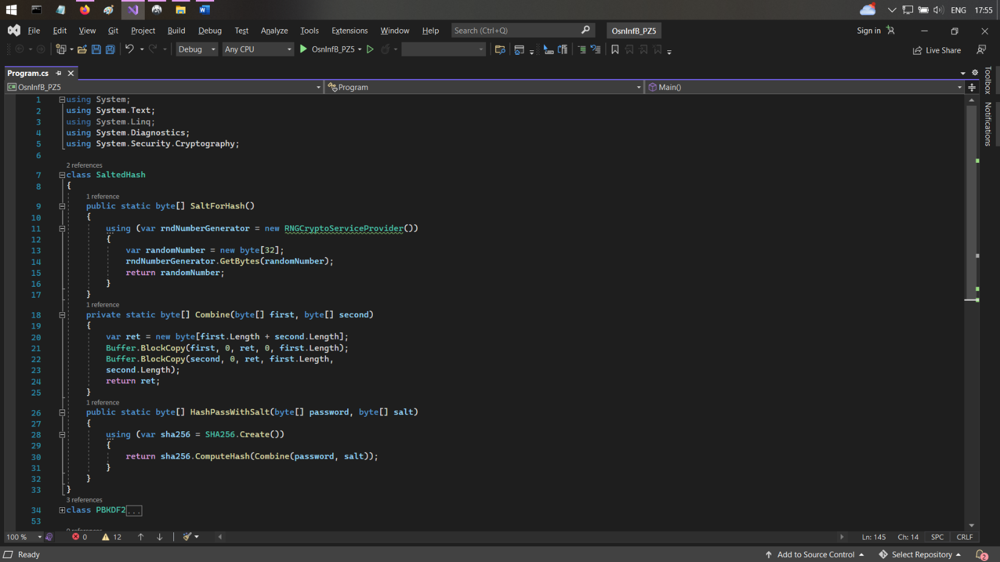 ENG 17:55
File Edit View Git Project Build Debug Test Analyze Tools Extensions Window Help Search (Ctrl+Q) OsnInfB_PZ5 Sign in
Debug Any CPU OsnInfB_PZ5 Live Share
Program.cs
OsnInfB_PZ5 Program Main()
Toolbox
Notifications
1 using System;
2 using System.Text;
3 using System.Linq;
4 using System.Diagnostics;
5 using System.Security.Cryptography;
6
2 references
7 class SaltedHash
8 {
1 reference
9 public static byte[] SaltForHash()
10 {
11 using (var rndNumberGenerator = new RNGCryptoServiceProvider())
12 {
13 var randomNumber = new byte[32];
14 rndNumberGenerator.GetBytes(randomNumber);
15 return randomNumber;
16 }
17 }
1 reference
18 private static byte[] Combine(byte[] first, byte[] second)
19 {
20 var ret = new byte[first.Length + second.Length];
21 Buffer.BlockCopy(first, 0, ret, 0, first.Length);
22 Buffer.BlockCopy(second, 0, ret, first.Length,
23 second.Length);
24 return ret;
25 }
1 reference
26 public static byte[] HashPassWithSalt(byte[] password, byte[] salt)
27 {
28 using (var sha256 = SHA256.Create())
29 {
30 return sha256.ComputeHash(Combine(password, salt));
31 }
32 }
33 }
3 references
34 class PBKDF2...
53
0 references
100 % 0 12 Ln: 145 Ch: 14 SPC CRLF
Ready Add to Source Control Select Repository 2